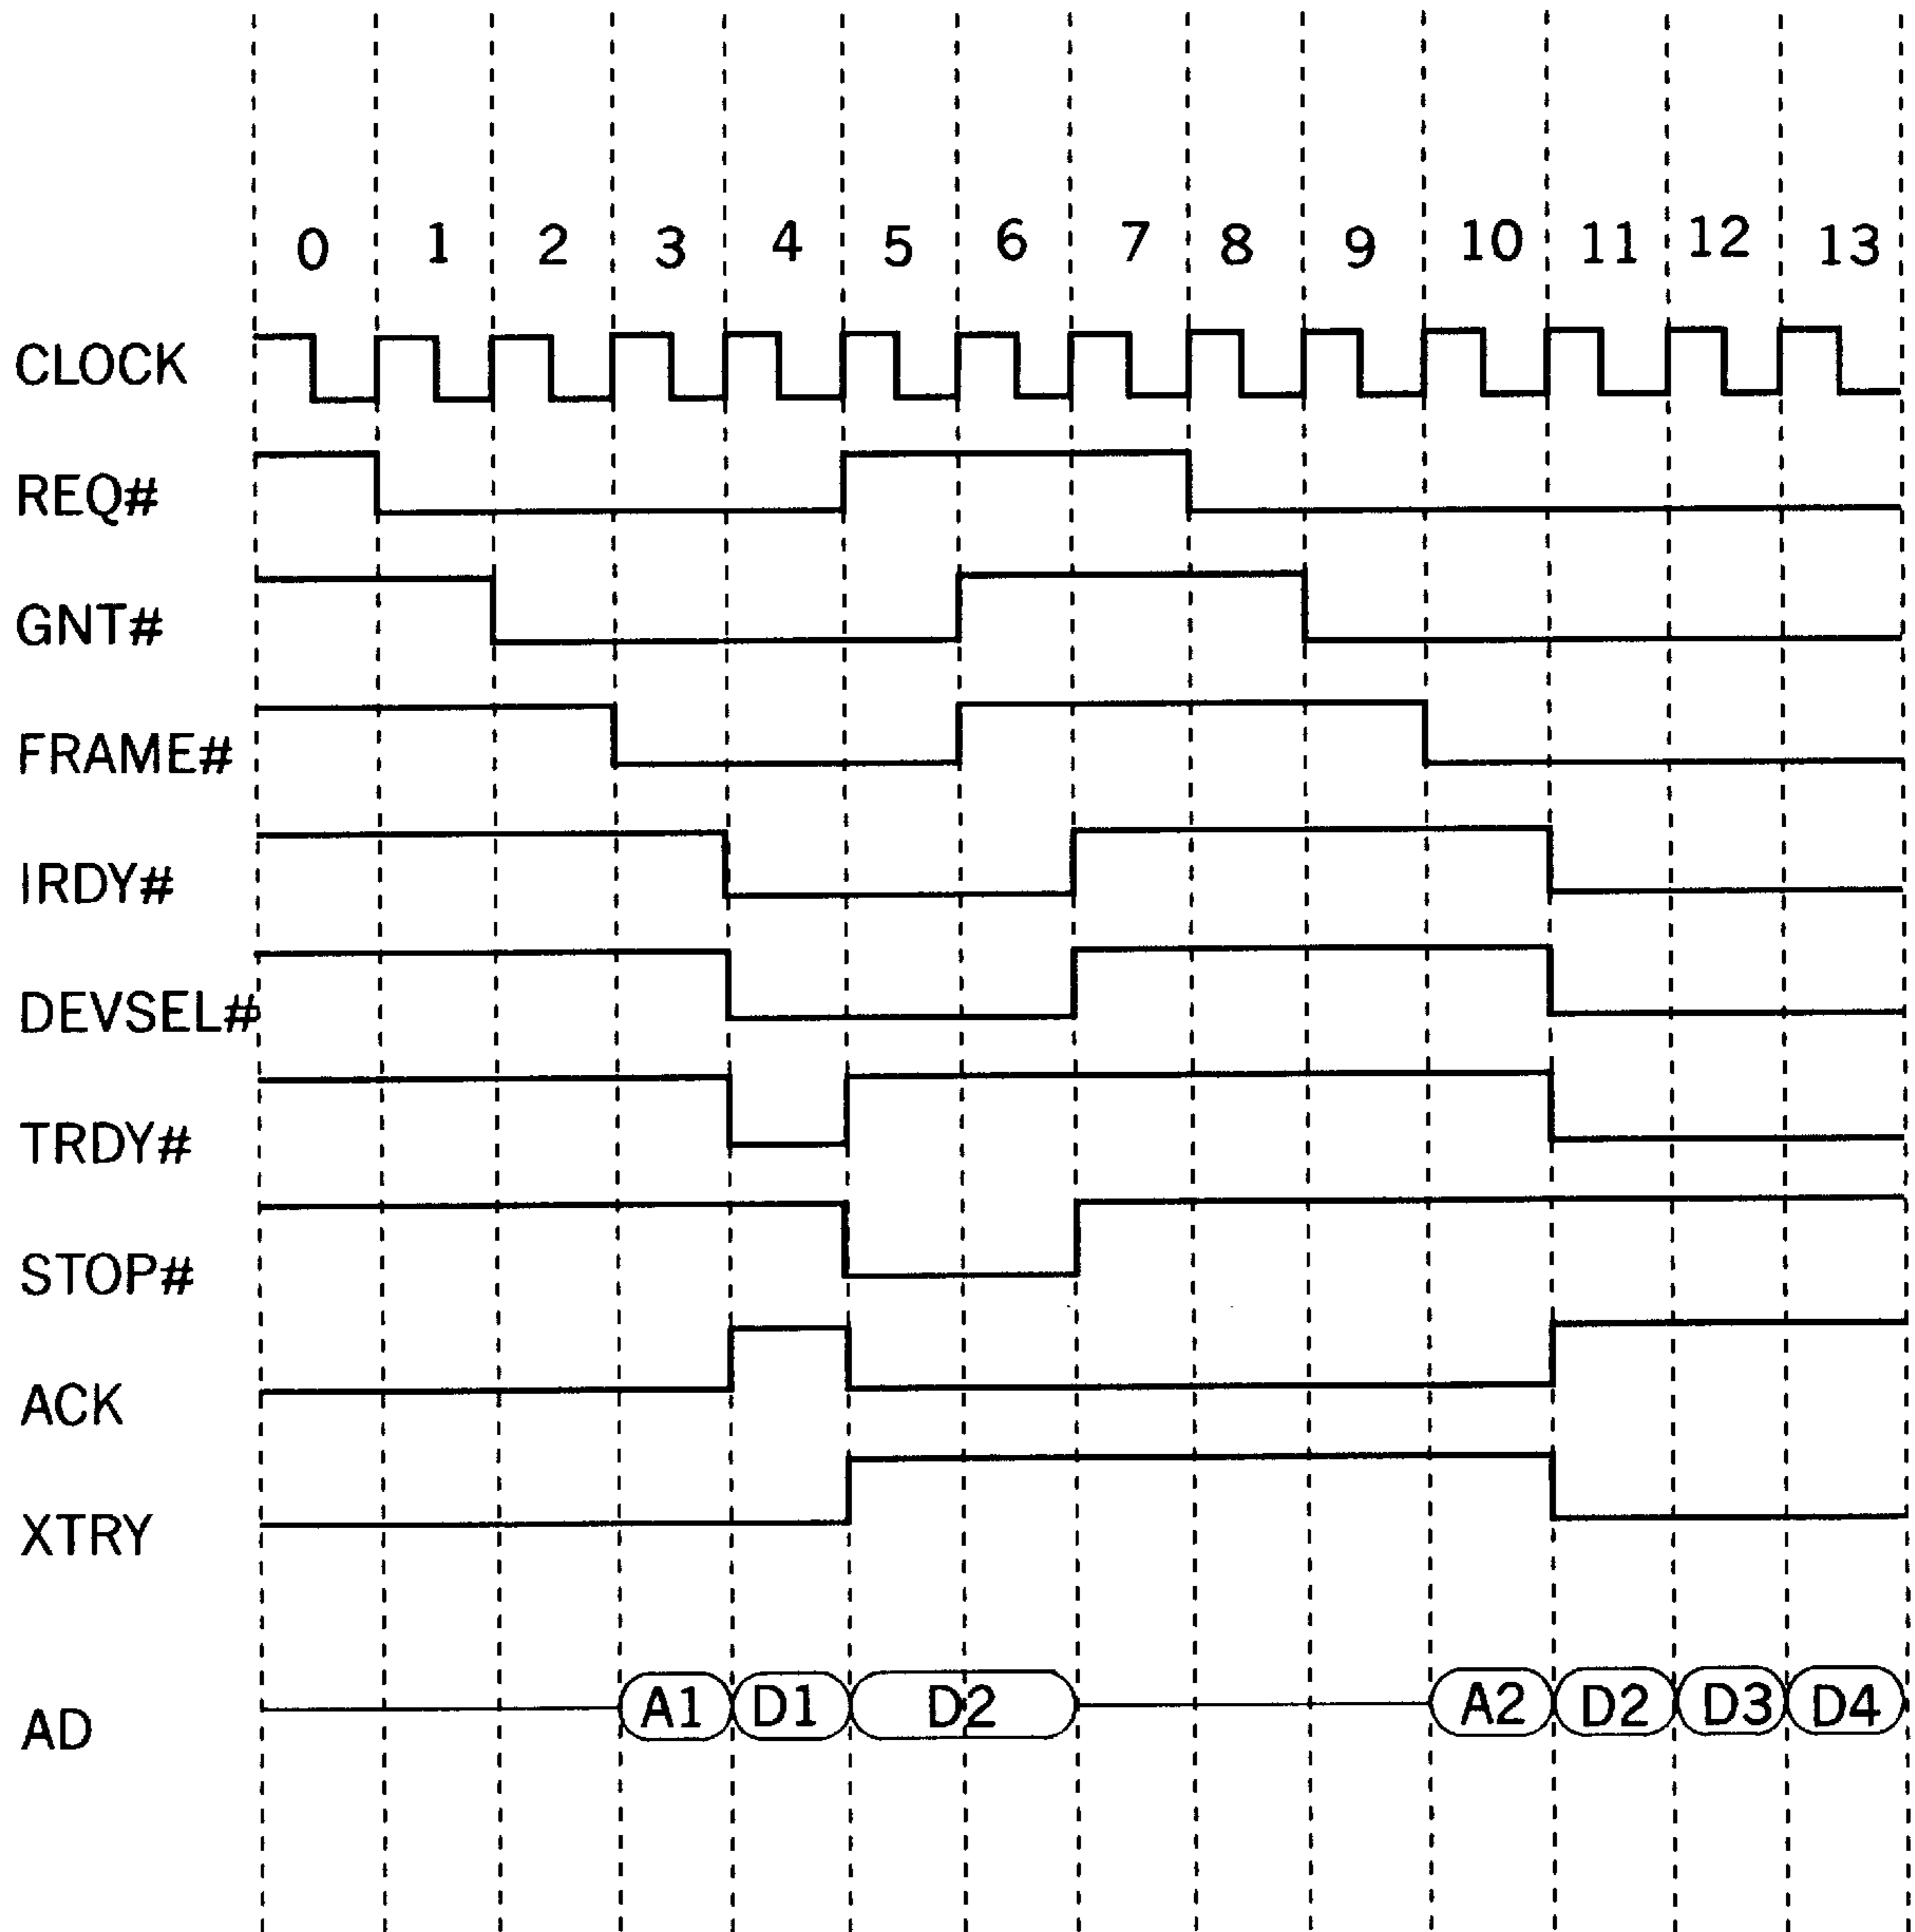 0 1 2 3 4 5 6 7 8 9 10 11 12 13
CLOCK
REQ#
GNT#
FRAME#
IRDY#
DEVSEL#
TRDY#
STOP#
ACK
XTRY
AD A1 D1 D2 A2 D2 D3 D4